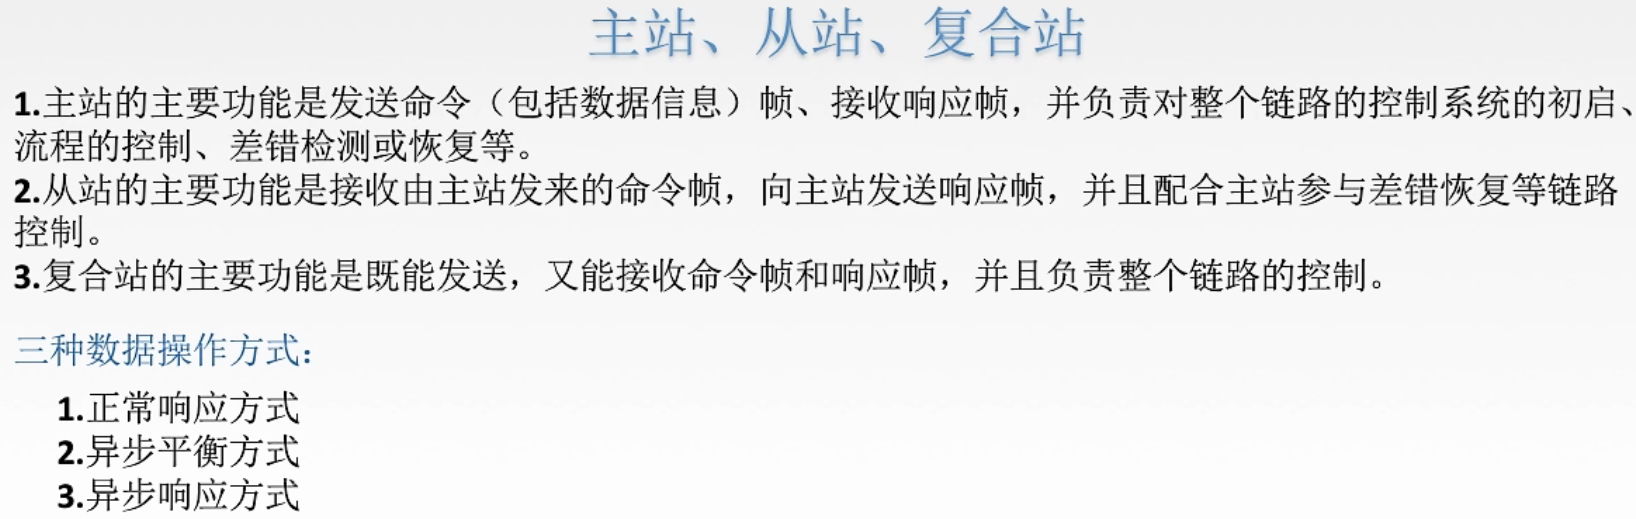 主站、从站、复合站
1.主站的主要功能是发送命令（包括数据信息）帧、接收响应帧，并负责对整个链路的控制系统的初启、
流程的控制、差错检测或恢复等。
2.从站的主要功能是接收由主站发来的命令帧，向主站发送响应帧，并且配合主站参与差错恢复等链路
控制。
3.复合站的主要功能是既能发送，又能接收命令帧和响应帧，并且负责整个链路的控制。
三种数据操作方式：
1.正常响应方式
2.异步平衡方式
3.异步响应方式